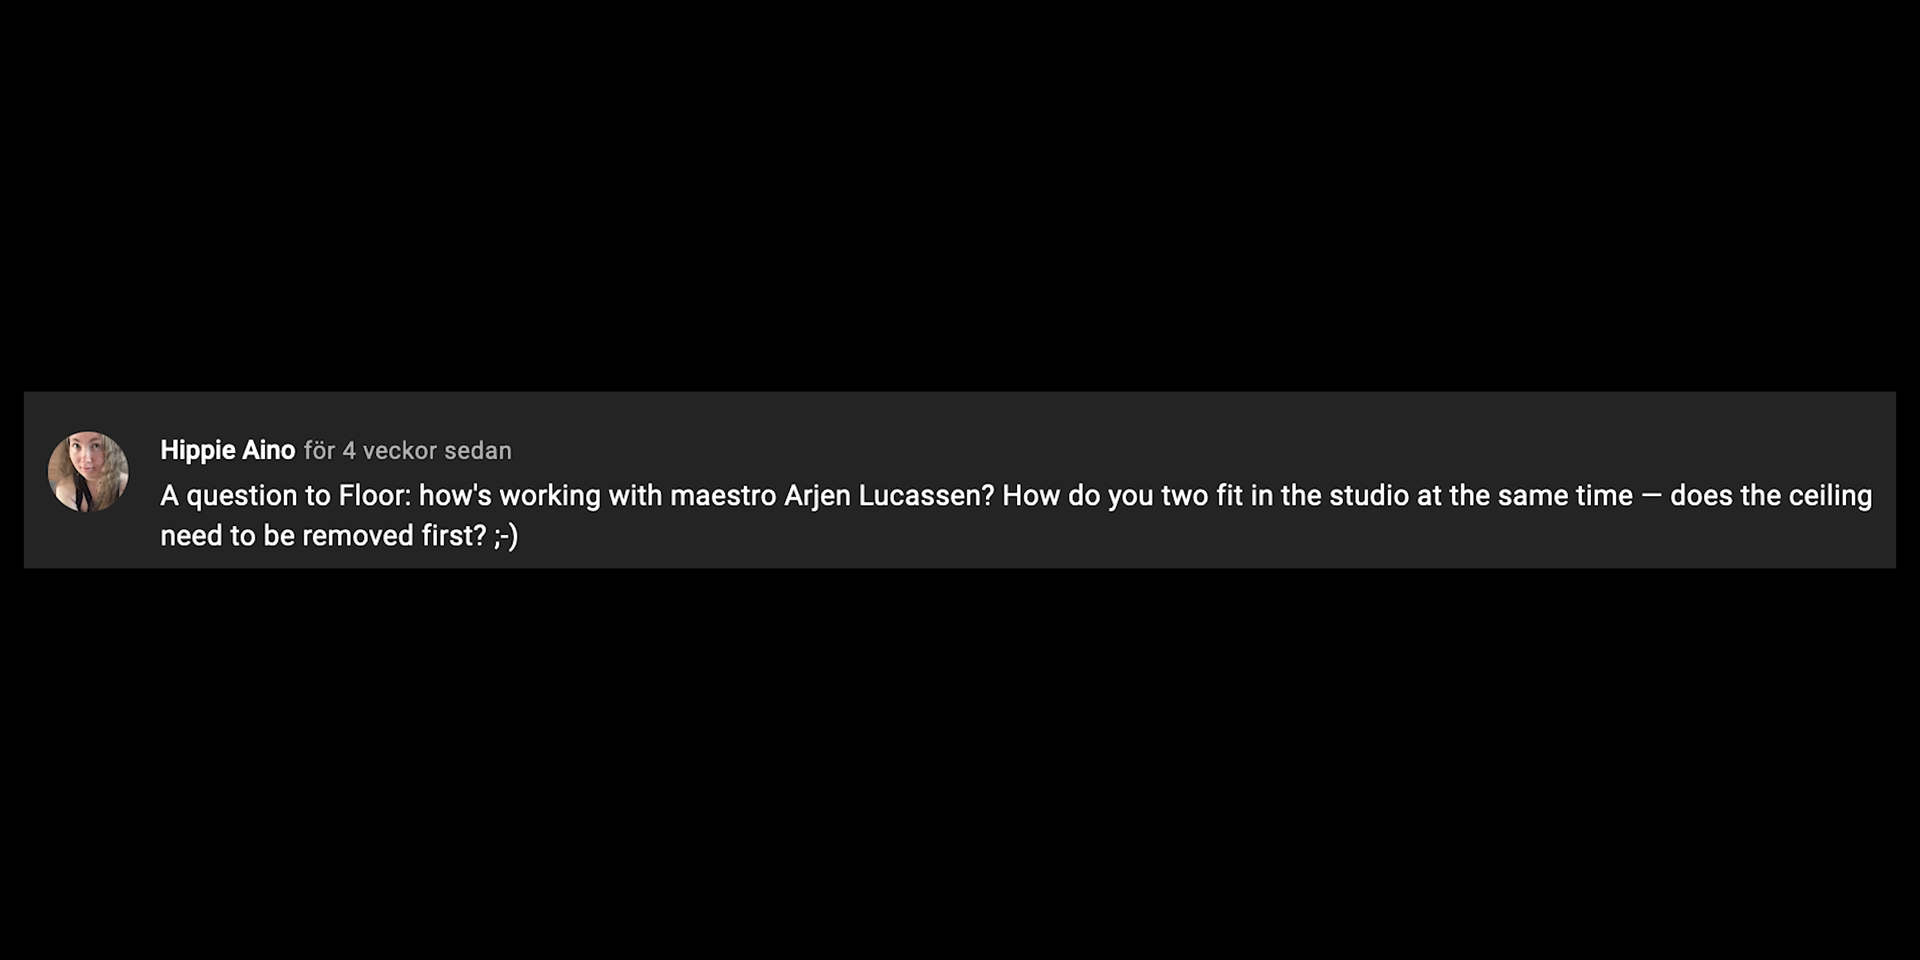 Hippie Aino för 4 veckor sedan
A question to Floor: how's working with maestro Arjen Lucassen? How do you two fit in the studio at the same time — does the ceiling
need to be removed first? ;-)